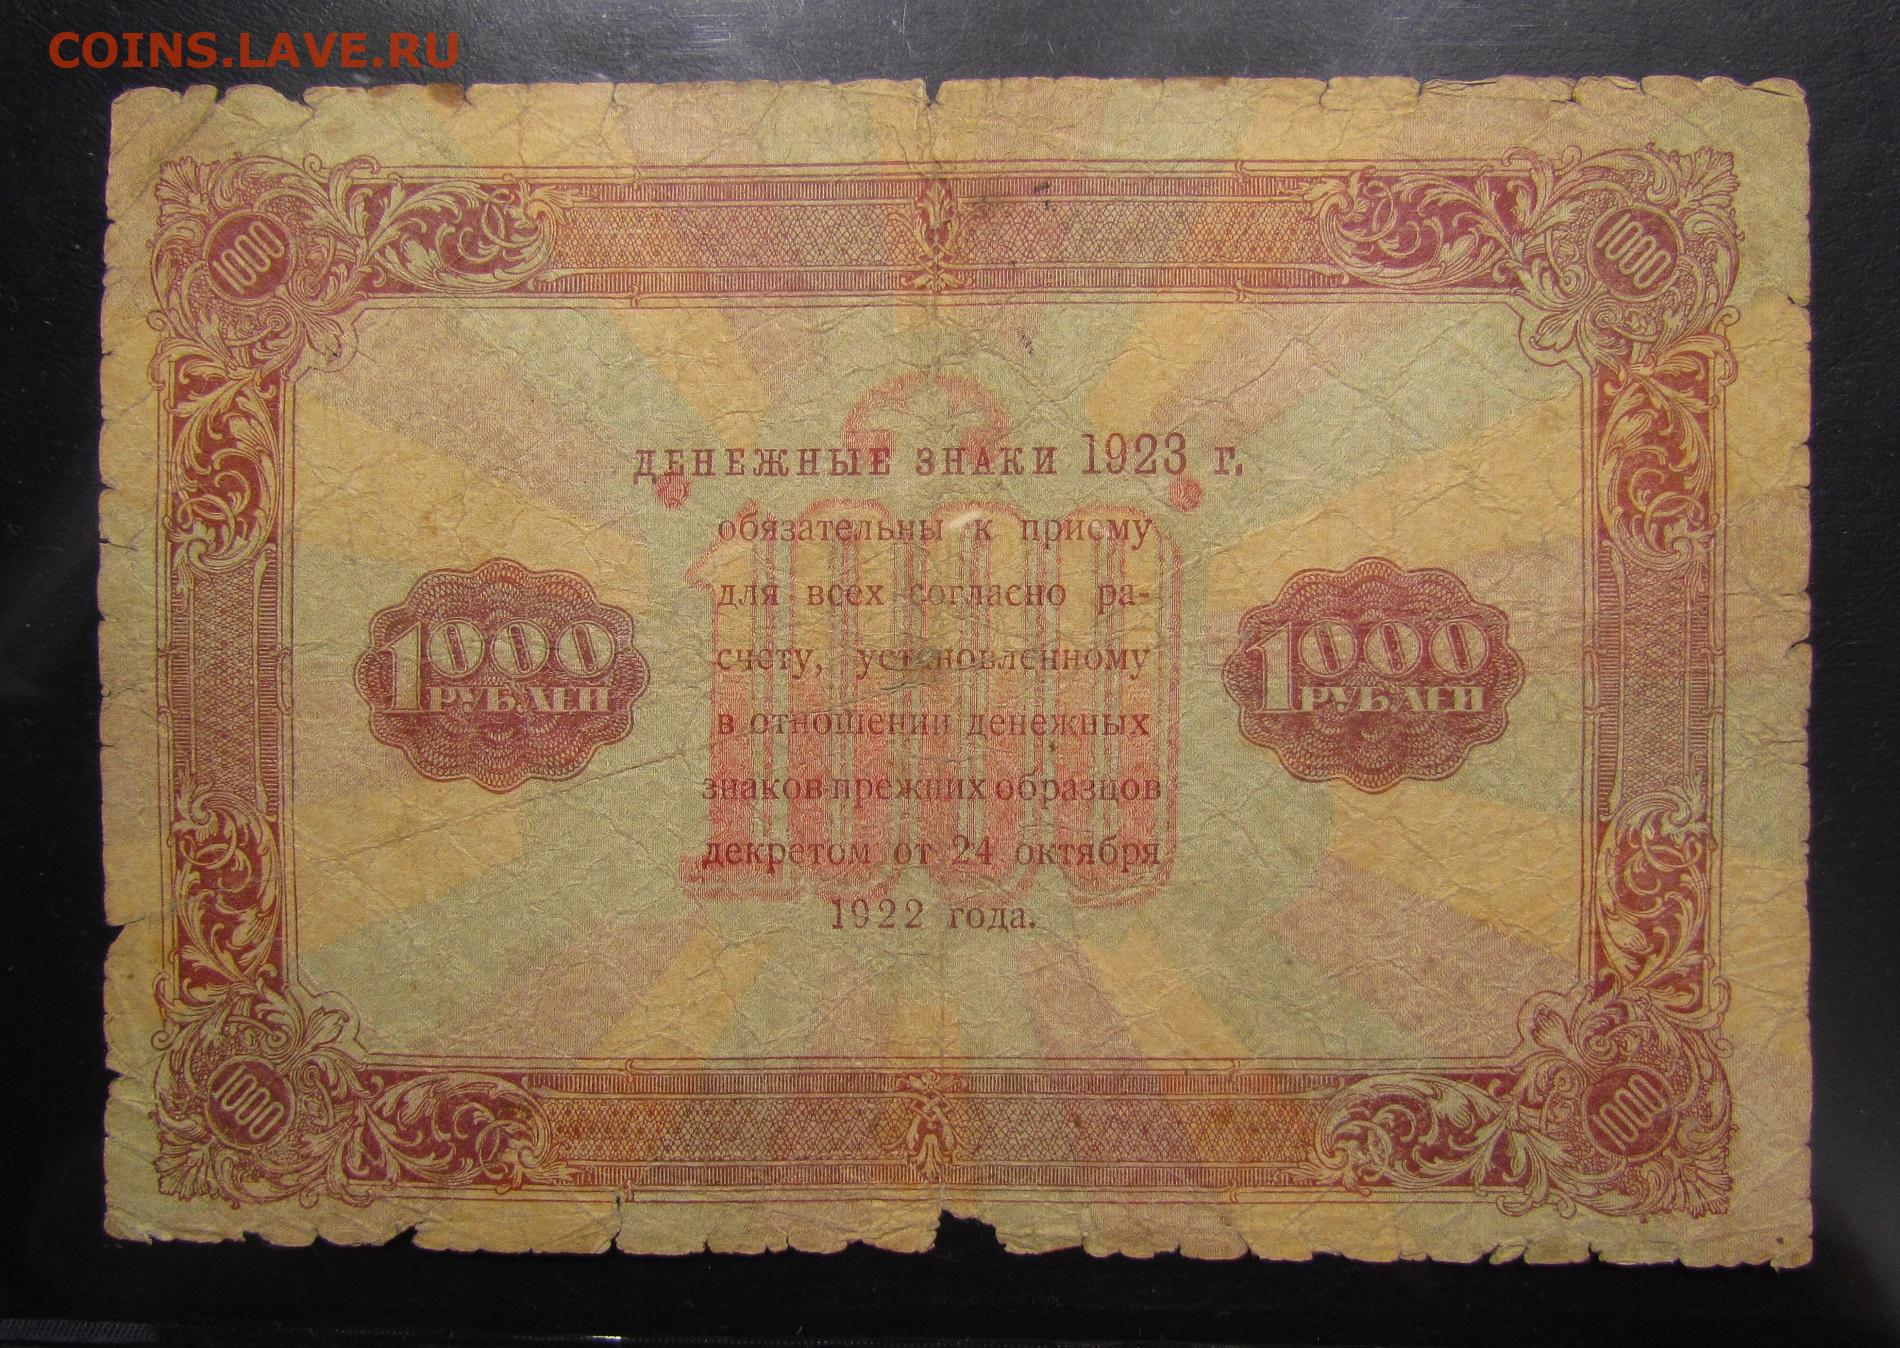 COINS.LAVE.RU
1000 1000
ДЕНЕЖНЫЕ ЗНАКИ 1923 г.
обязательны к приему
для всех согласно ра-
счету, установленному
в отношении денежных
знаков прежних образцов
декретом от 24 октября
1922 года.
1000
1000
РУБЛЕЙ
1000
РУБЛЕЙ
1000 1000